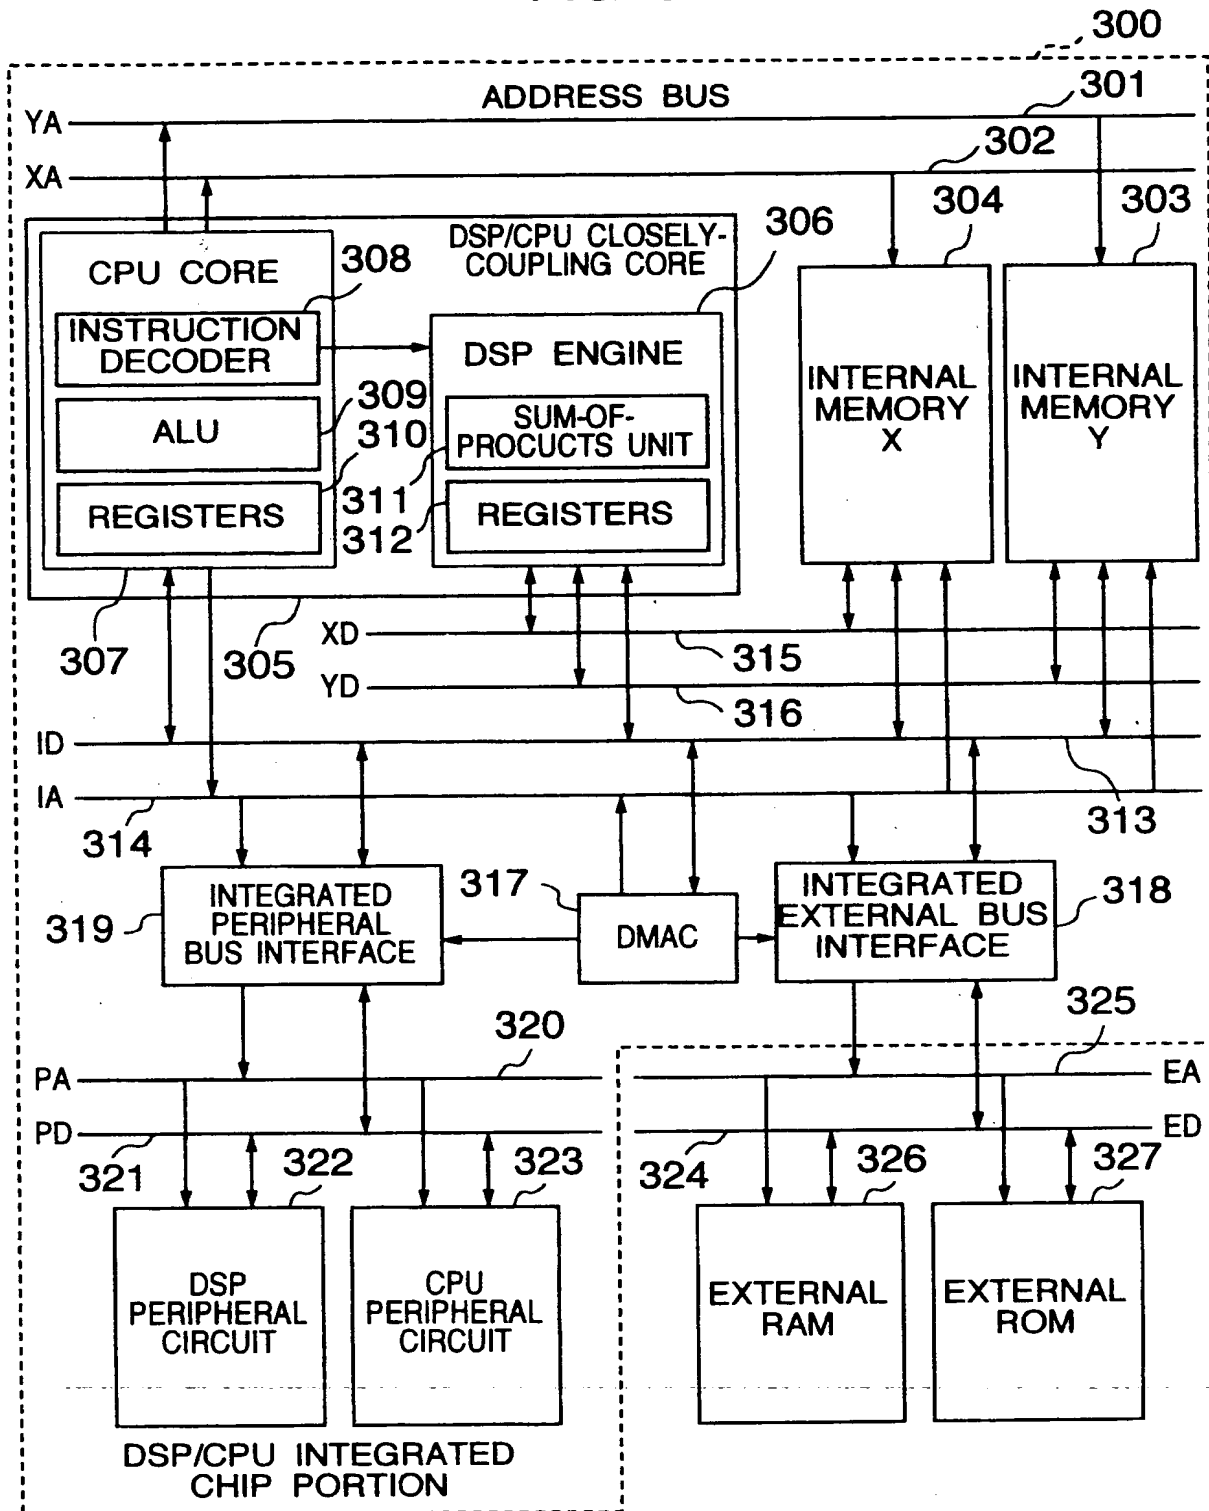 300
ADDRESS BUS
301
YA
302
XA
304
303
306
DSP/CPU CLOSELY-
COUPLING CORE
308
CPU CORE
INSTRUCTION
DECODER
DSP ENGINE
INTERNAL
MEMORY
X
INTERNAL
MEMORY
Y
309
ALU
310
SUM-OF-
PROCUCTS UNIT
311
REGISTERS
312
REGISTERS
307
305
XD
315
YD
316
ID
IA
314
313
317
318
319
INTEGRATED
PERIPHERAL
BUS INTERFACE
DMAC
INTEGRATED
EXTERNAL BUS
INTERFACE
320
325
PA
EA
PD
ED
321
322
323
324
326
327
DSP
PERIPHERAL
CIRCUIT
CPU
PERIPHERAL
CIRCUIT
EXTERNAL
RAM
EXTERNAL
ROM
DSP/CPU INTEGRATED
CHIP PORTION